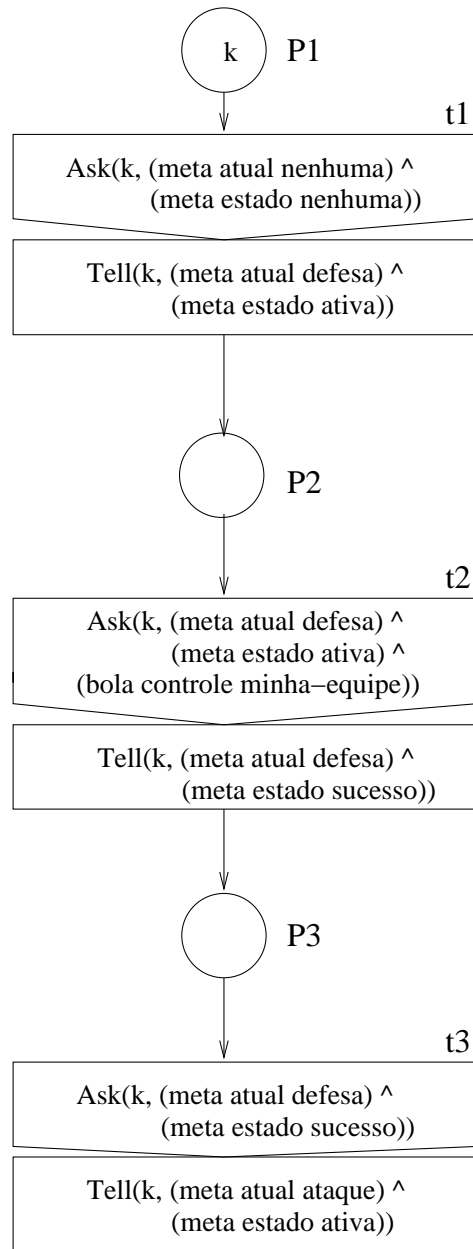 k P1
t1
Ask(k, (meta atual nenhuma) ^
(meta estado nenhuma))
Tell(k, (meta atual defesa) ^
(meta estado ativa))
P2
t2
Ask(k, (meta atual defesa) ^
(meta estado ativa) ^
(bola controle minha−equipe))
Tell(k, (meta atual defesa) ^
(meta estado sucesso))
P3
t3
Ask(k, (meta atual defesa) ^
(meta estado sucesso))
Tell(k, (meta atual ataque) ^
(meta estado ativa))